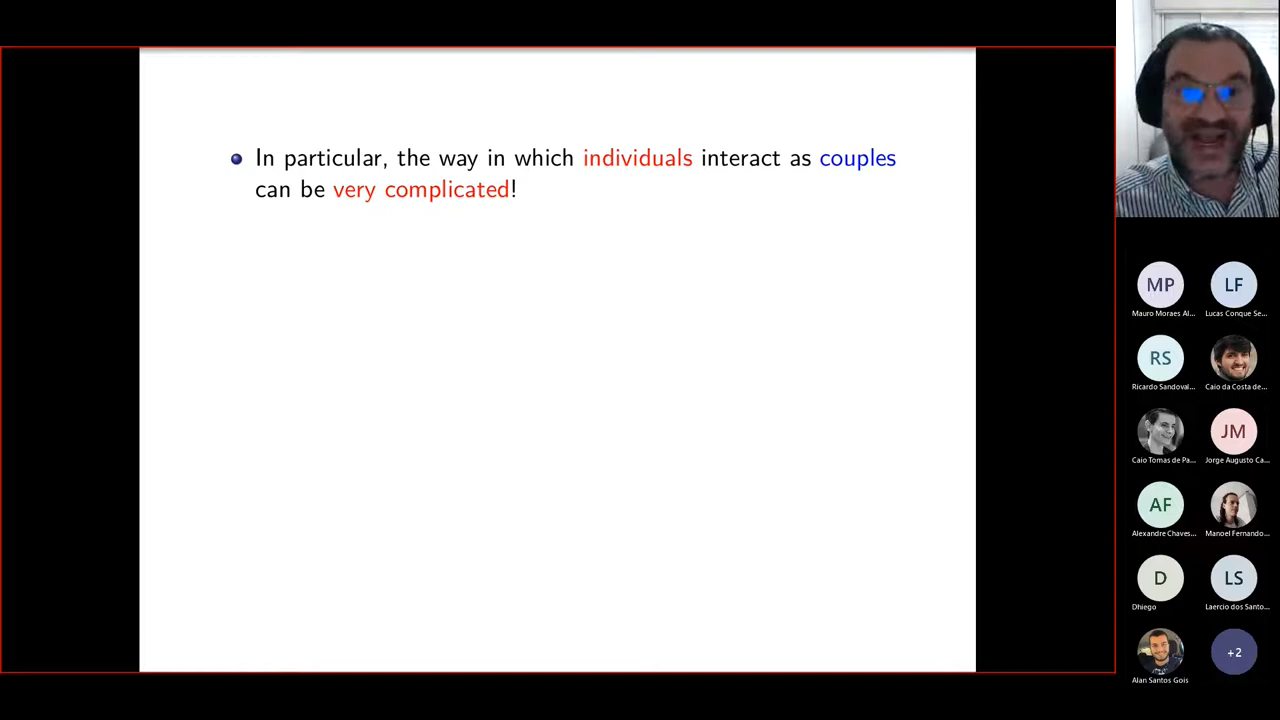 In particular, the way in which individuals interact as couples
can be very complicated!
MP
LF
Mauro Moraes Al...
Lucas Conque Se...
RS
Ricardo Sandoval...
Caio da Costa de...
JM
Caio Tomas de Pa...
Jorge Augusto Ca...
AF
Alexandre Chaves...
Manoel Fernando...
D
LS
Dhiego
Laercio dos Santo...
+2
Alan Santos Gois